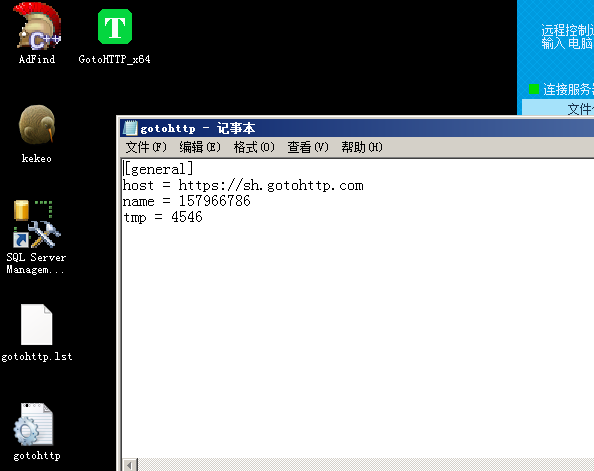 AdFind
GotoHTTP_x64
kekeo
SQL Server
Managem...
gotohttp.lst
gotohttp
T
C++
远程控制
输入电脑
连接服务
文件
gotohttp - 记事本
文件(F) 编辑(E) 格式(O) 查看(V) 帮助(H)
[general]
host = https://sh.gotohttp.com
name = 157966786
tmp = 4546